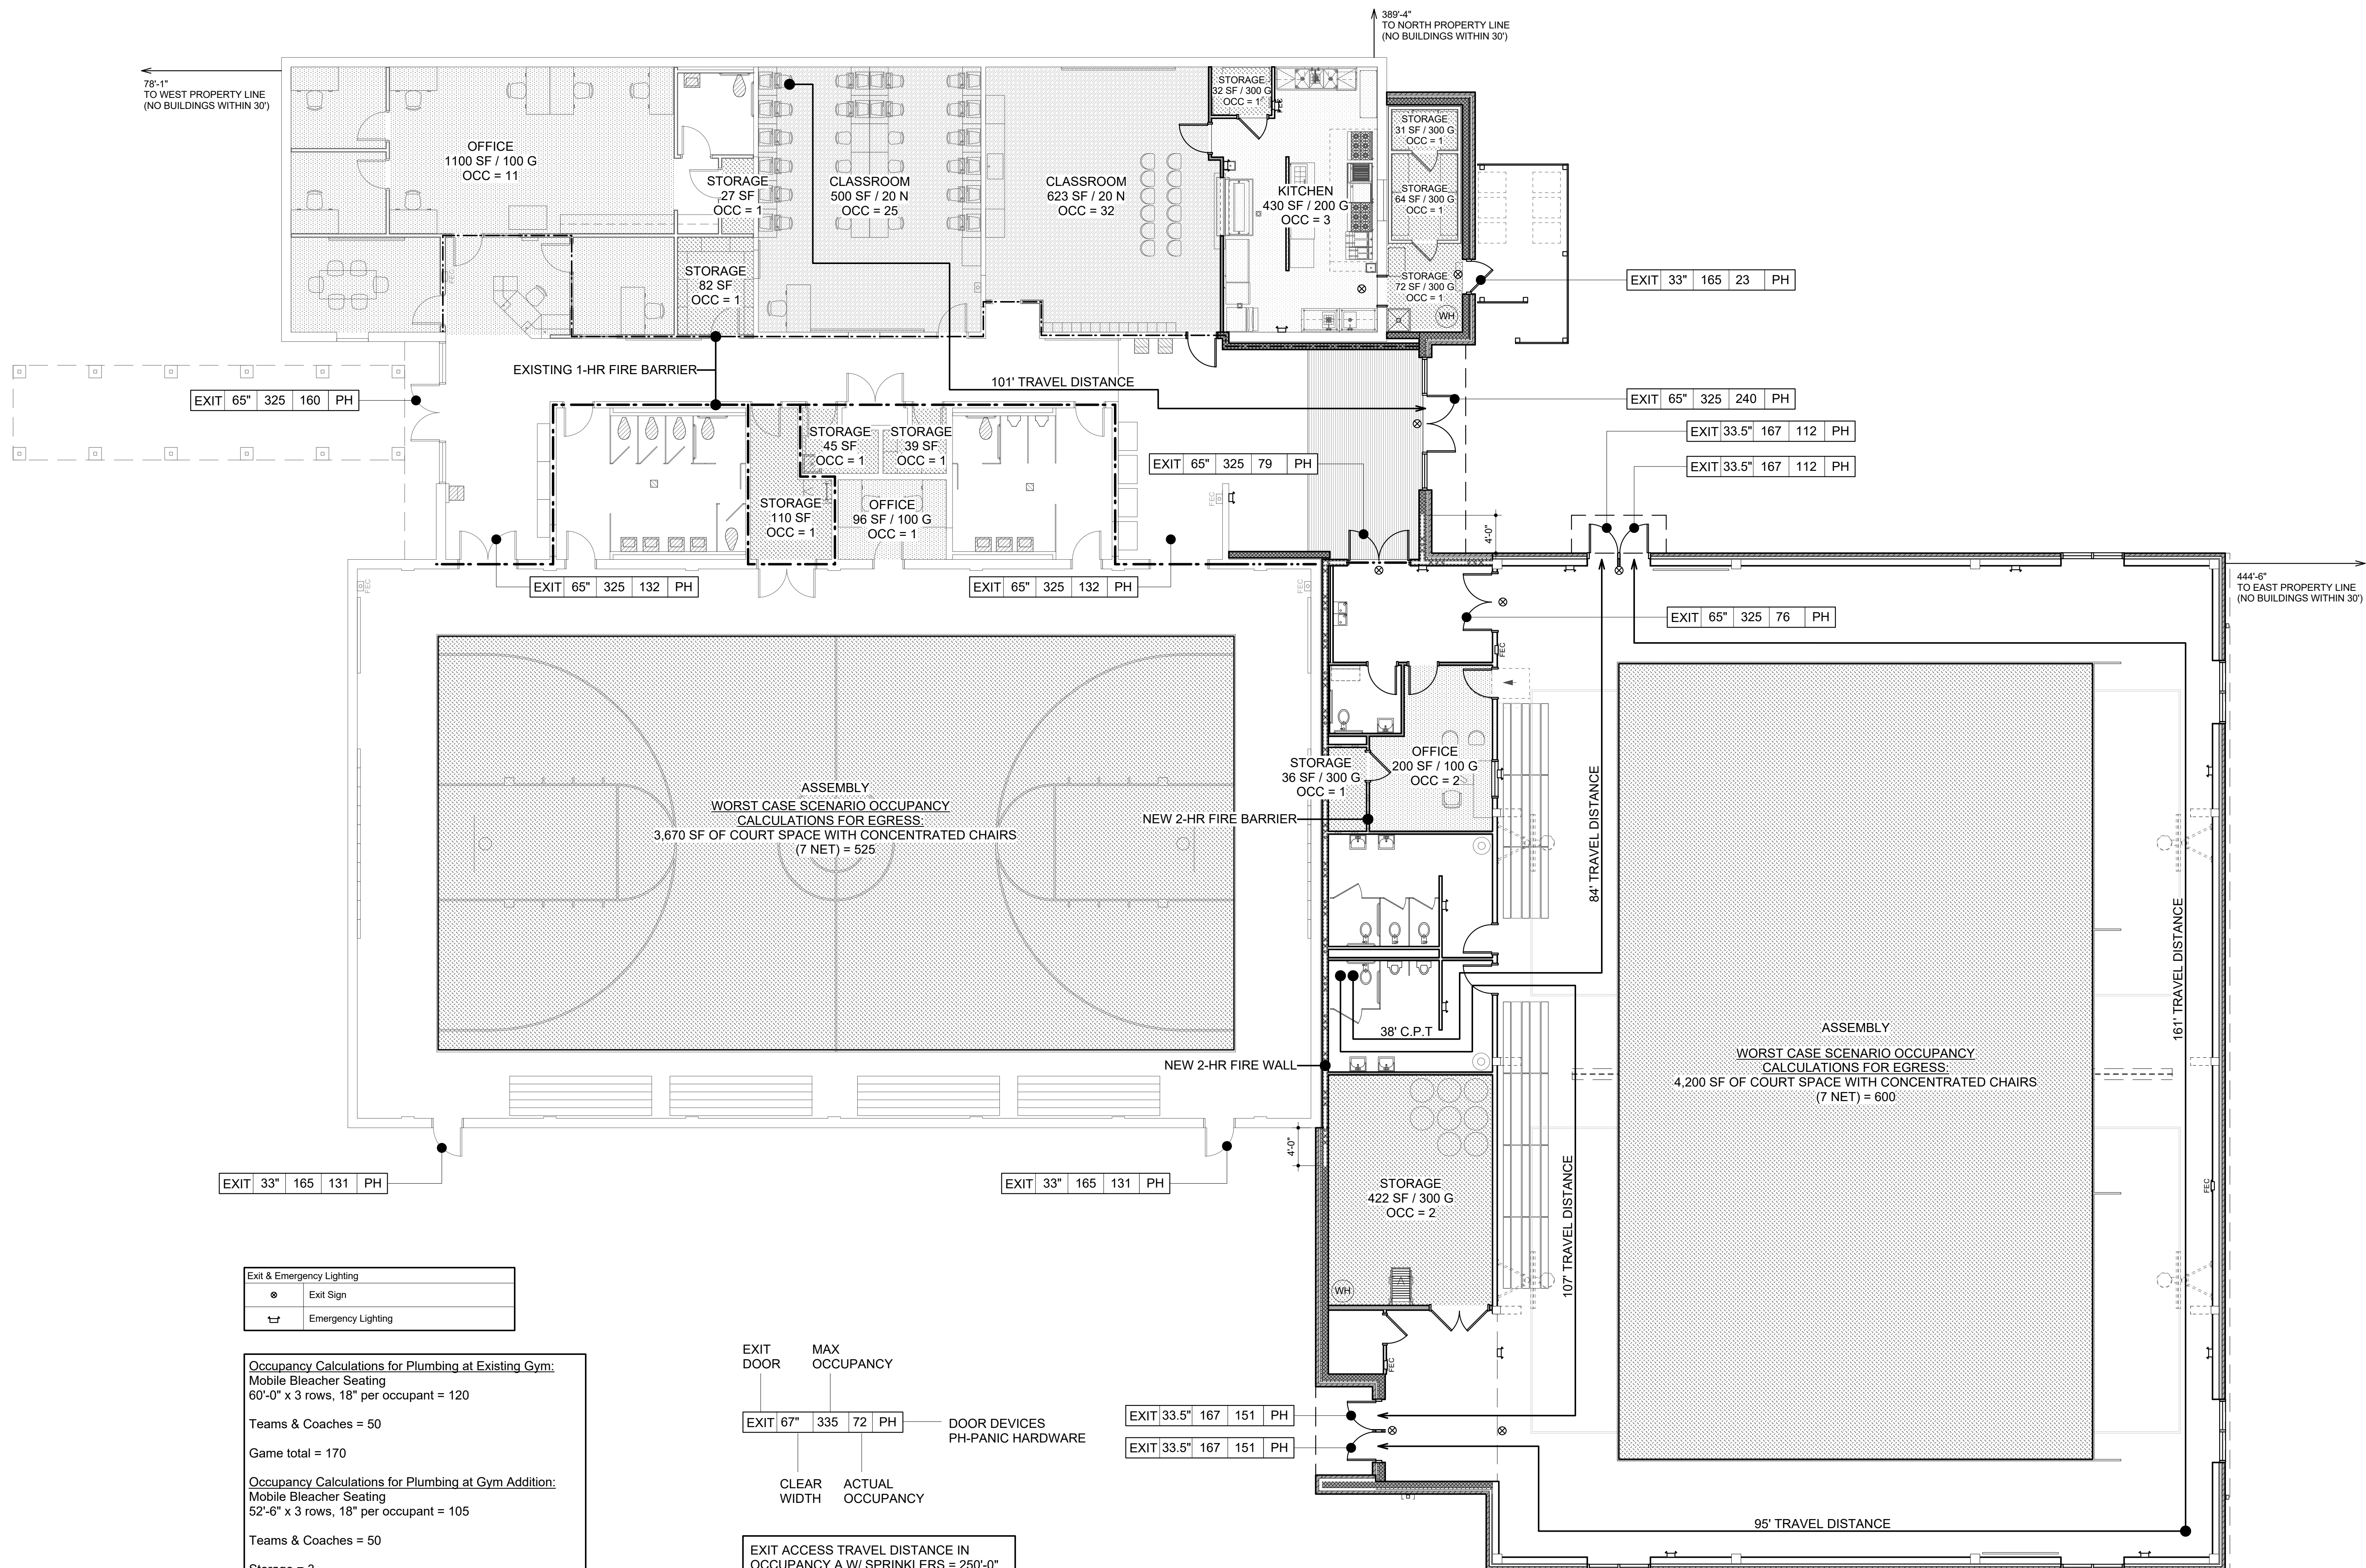 389'-4"
TO NORTH PROPERTY LINE
(NO BUILDINGS WITHIN 30')
78'-1"
TO WEST PROPERTY LINE
(NO BUILDINGS WITHIN 30')
OFFICE
1100 SF / 100 G
OCC = 11
STORAGE
27 SF
OCC = 1
CLASSROOM
500 SF / 20 N
OCC = 25
CLASSROOM
623 SF / 20 N
OCC = 32
STORAGE
32 SF / 300 G
OCC = 1
FEC
KITCHEN
430 SF / 200 G
OCC = 3
STORAGE
31 SF / 300 G
OCC = 1
STORAGE
64 SF / 300 G
OCC = 1
STORAGE
72 SF / 300 G
OCC = 1
WH
EXIT 33" 165 23 PH
FEC
STORAGE
82 SF
OCC = 1
EXISTING 1-HR FIRE BARRIER
101' TRAVEL DISTANCE
EXIT 65" 325 160 PH
EXIT 65" 325 240 PH
EXIT 33.5" 167 112 PH
EXIT 33.5" 167 112 PH
EXIT 65" 325 79 PH
STORAGE
45 SF
OCC = 1
STORAGE
39 SF
OCC = 1
STORAGE
110 SF
OCC = 1
OFFICE
96 SF / 100 G
OCC = 1
FEC
4'-0"
EXIT 65" 325 132 PH
EXIT 65" 325 132 PH
FEC
FEC
444'-6"
TO EAST PROPERTY LINE
(NO BUILDINGS WITHIN 30')
EXIT 65" 325 76 PH
FEC
ASSEMBLY
WORST CASE SCENARIO OCCUPANCY
CALCULATIONS FOR EGRESS:
3,670 SF OF COURT SPACE WITH CONCENTRATED CHAIRS
(7 NET) = 525
STORAGE
36 SF / 300 G
OCC = 1
OFFICE
200 SF / 100 G
OCC = 2
NEW 2-HR FIRE BARRIER
84' TRAVEL DISTANCE
161' TRAVEL DISTANCE
38' C.P.T
NEW 2-HR FIRE WALL
ASSEMBLY
WORST CASE SCENARIO OCCUPANCY
CALCULATIONS FOR EGRESS:
4,200 SF OF COURT SPACE WITH CONCENTRATED CHAIRS
(7 NET) = 600
4'-0"
EXIT 33" 165 131 PH
EXIT 33" 165 131 PH
STORAGE
422 SF / 300 G
OCC = 2
WH
107' TRAVEL DISTANCE
FEC
FEC
Exit & Emergency Lighting
Exit Sign
Emergency Lighting
Occupancy Calculations for Plumbing at Existing Gym:
Mobile Bleacher Seating
60'-0" x 3 rows, 18" per occupant = 120
Teams & Coaches = 50
Game total = 170
Occupancy Calculations for Plumbing at Gym Addition:
Mobile Bleacher Seating
52'-6" x 3 rows, 18" per occupant = 105
Teams & Coaches = 50
EXIT
DOOR
MAX
OCCUPANCY
EXIT 67" 335 72 PH
DOOR DEVICES
PH-PANIC HARDWARE
CLEAR
WIDTH
ACTUAL
OCCUPANCY
EXIT 33.5" 167 151 PH
EXIT 33.5" 167 151 PH
95' TRAVEL DISTANCE
EXIT ACCESS TRAVEL DISTANCE IN
OCCUPANCY A W/ SPRINKLERS = 250'-0"